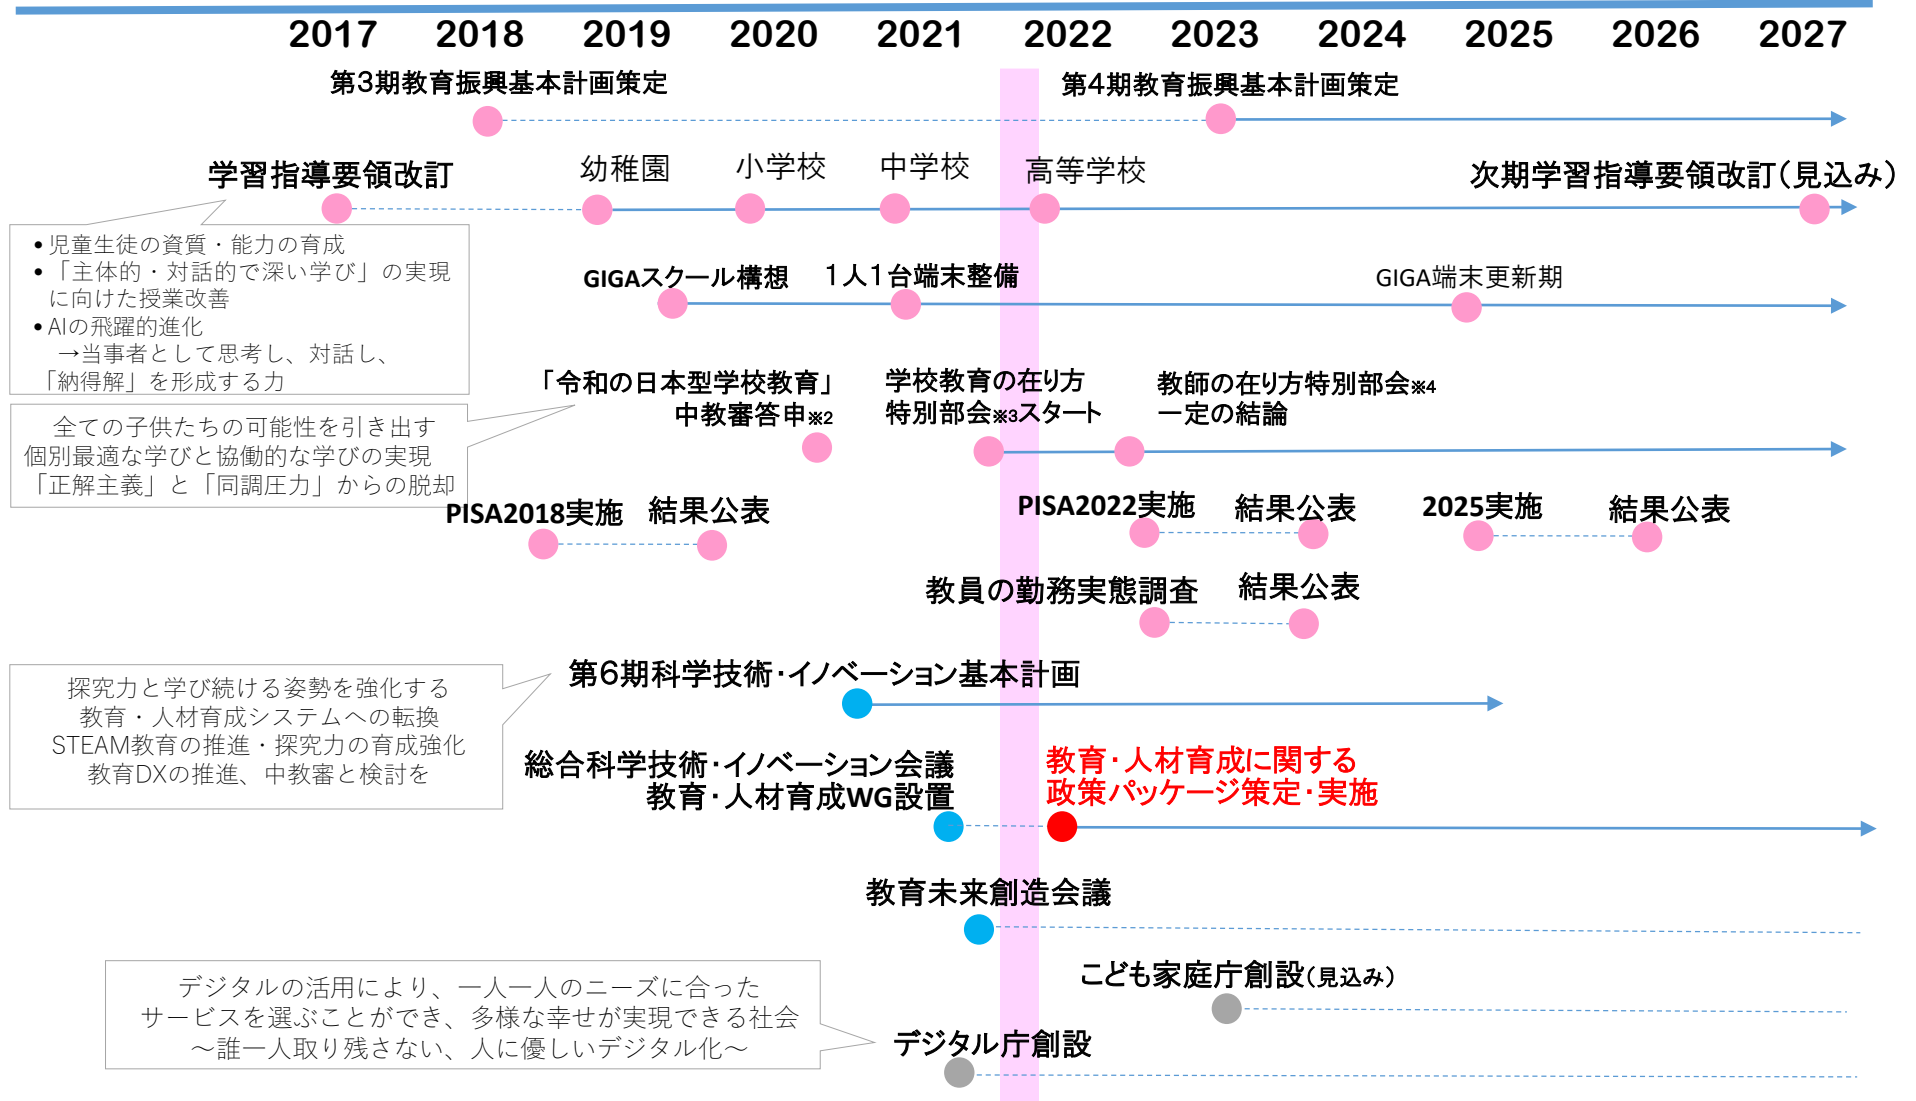 2017 2018 2019 2020 2021 2022 2023 2024 2025 2026 2027
第3期教育振興基本計画策定
第4期教育振興基本計画策定
学習指導要領改訂
幼稚園
小学校
中学校
高等学校
次期学習指導要領改訂(見込み)
• 児童生徒の資質・能力の育成
• 「主体的・対話的で深い学び」の実現
に向けた授業改善
• AIの飛躍的進化
→当事者として思考し、対話し、
「納得解」を形成する力
GIGAスクール構想
1人1台端末整備
GIGA端末更新期
「令和の日本型学校教育」
中教審答申※2
学校教育の在り方
特別部会※3スタート
教師の在り方特別部会※4
一定の結論
全ての子供たちの可能性を引き出す
個別最適な学びと協働的な学びの実現
「正解主義」と「同調圧力」からの脱却
PISA2018実施
結果公表
PISA2022実施
結果公表
2025実施
結果公表
教員の勤務実態調査
結果公表
第6期科学技術・イノベーション基本計画
探究力と学び続ける姿勢を強化する
教育・人材育成システムへの転換
STEAM教育の推進・探究力の育成強化
教育DXの推進、中教審と検討を
総合科学技術・イノベーション会議
教育・人材育成WG設置
教育・人材育成に関する
政策パッケージ策定・実施
教育未来創造会議
こども家庭庁創設(見込み)
デジタルの活用により、一人一人のニーズに合った
サービスを選ぶことができ、多様な幸せが実現できる社会
～誰一人取り残さない、人に優しいデジタル化～
デジタル庁創設